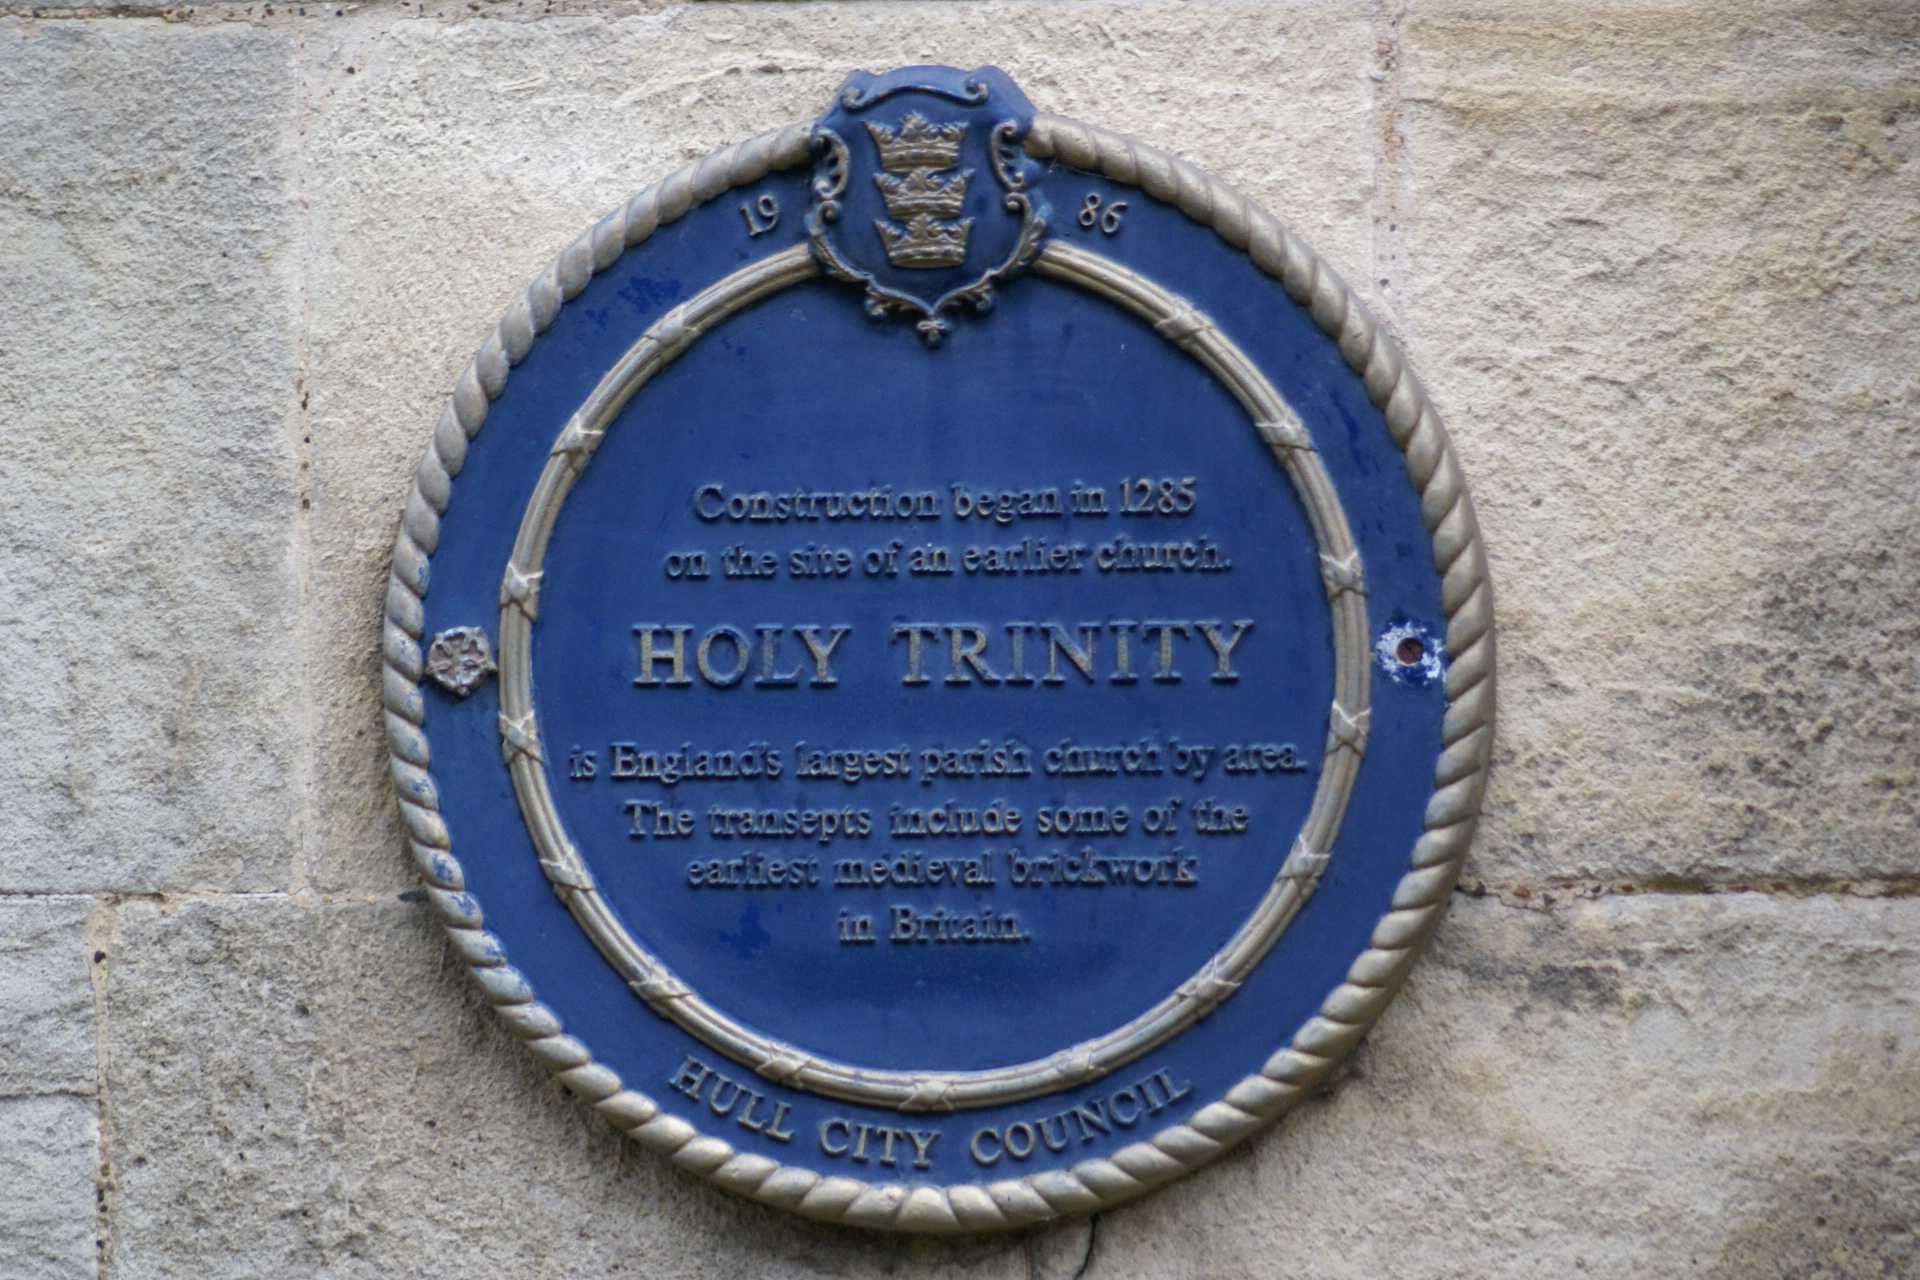 19 86
Construction began in 1285
on the site of an earlier church.
HOLY TRINITY
is England's largest parish church by area.
The transepts include some of the
earliest medieval brickwork
in Britain.
HULL CITY COUNCIL